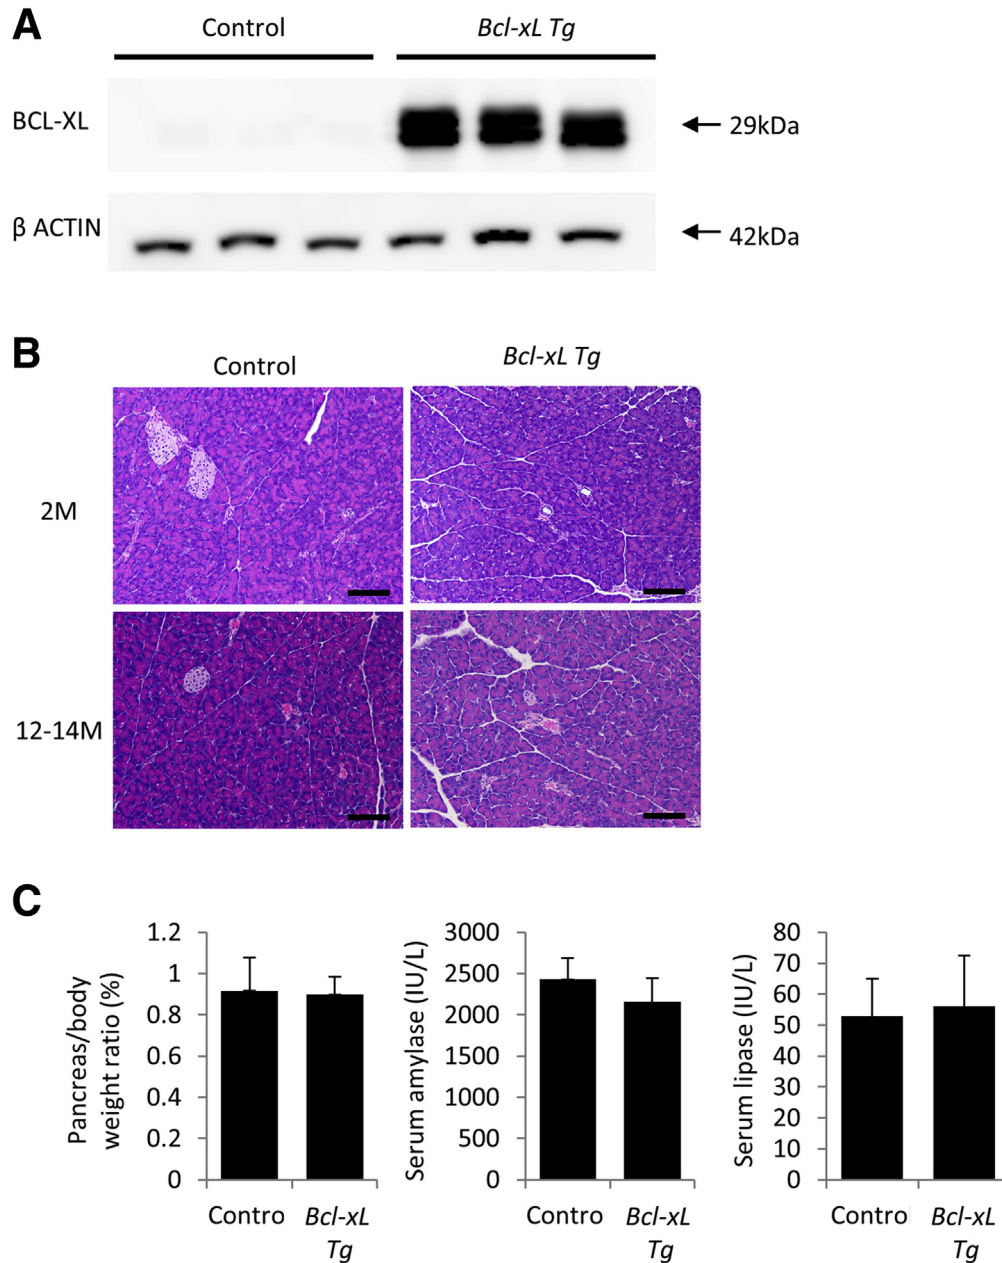 A
Control
Bcl-xL Tg
BCL-XL
29kDa
β ACTIN
42kDa
B
Control
Bcl-xL Tg
2M
12-14M
C
Pancreas/body
weight ratio (%)
1.2
1
0.8
0.6
0.4
0.2
0
Contro
Bcl-xL
Tg
Serum amylase (IU/L)
3000
2500
2000
1500
1000
500
0
Control
Bcl-xL
Tg
Serum lipase (IU/L)
80
70
60
50
40
30
20
10
0
Contro
Bcl-xL
Tg